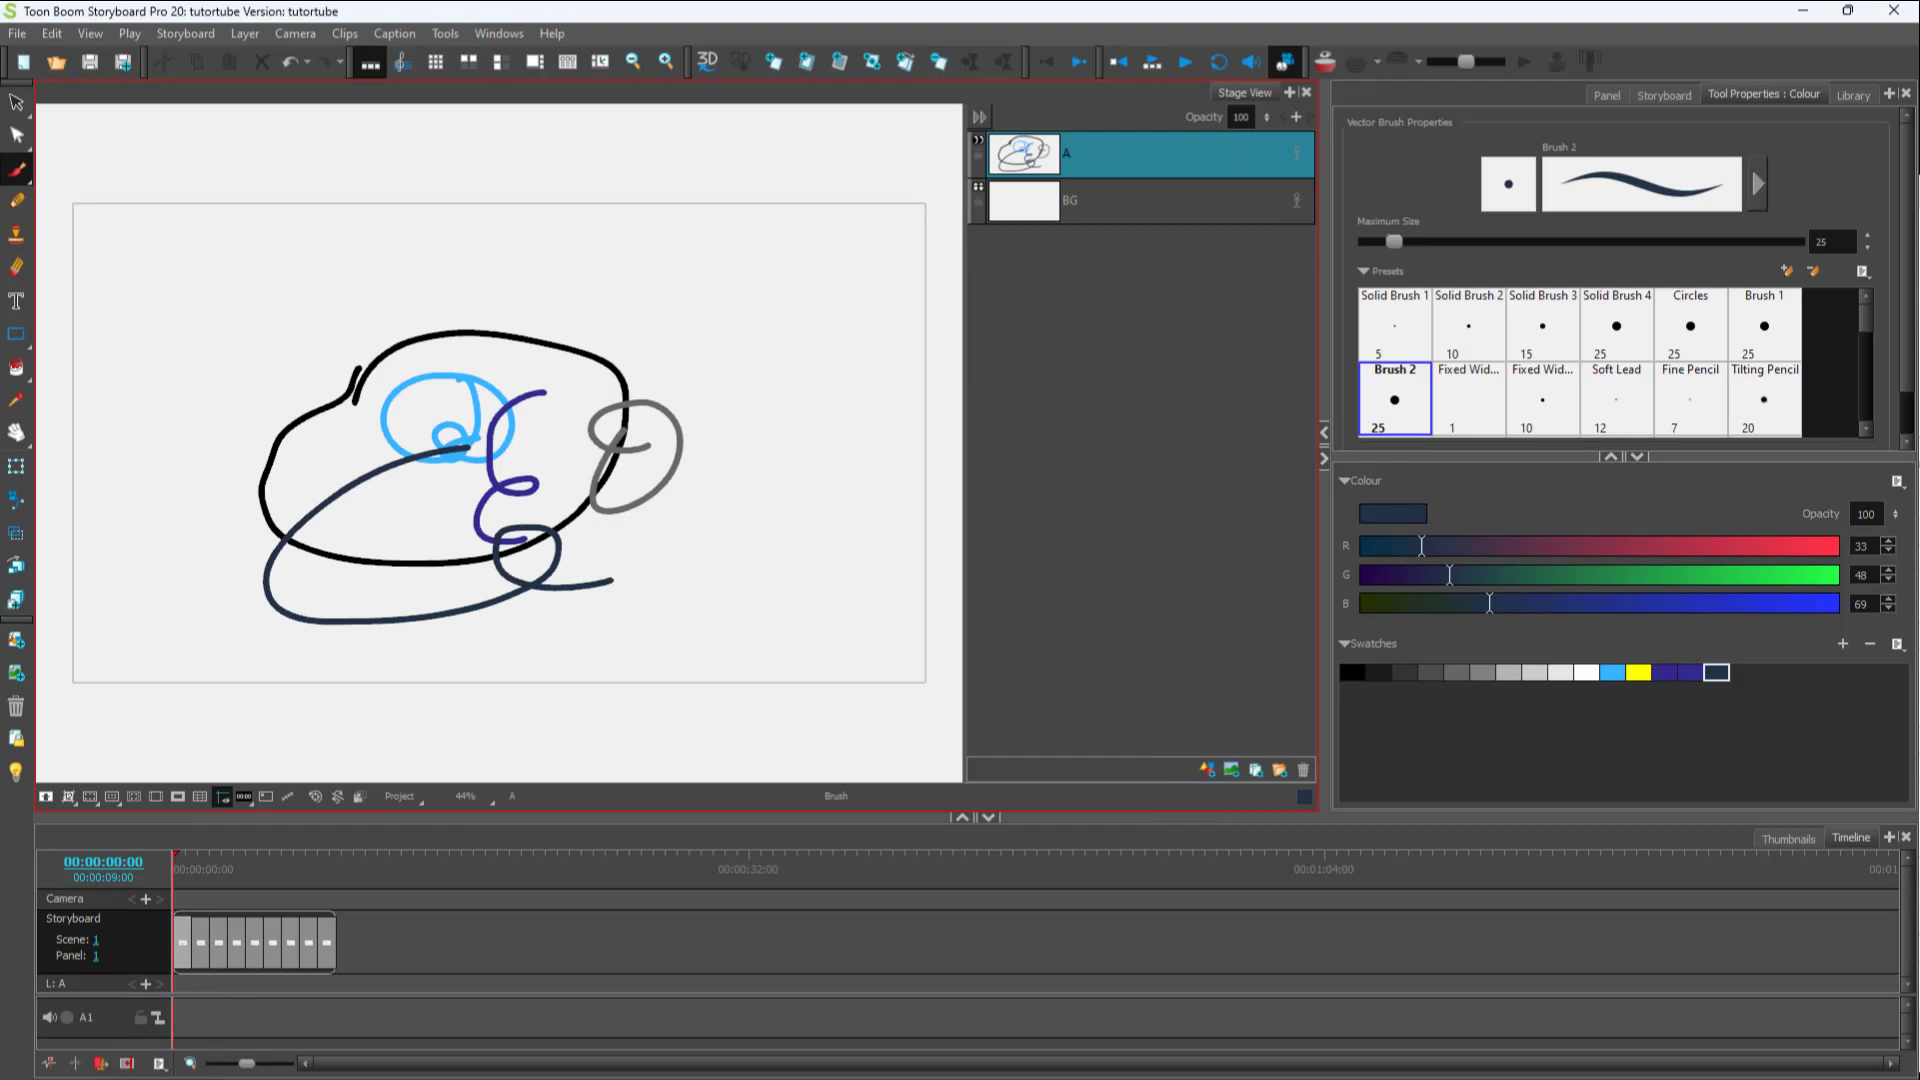 Toon Boom Storyboard Pro 20: tutortube Version: tutortube
File Edit View Play Storyboard Layer Camera Clips Caption Tools Windows Help
3D
Stage View
Panel Storyboard Tool Properties : Colour Library
Opacity 100
A
BG
Vector Brush Properties
Brush 2
Maximum Size
25
Presets
Solid Brush 1 Solid Brush 2 Solid Brush 3 Solid Brush 4 Circles Brush 1
5 10 15 25 25 25
Brush 2 Fixed Wid... Fixed Wid... Soft Lead Fine Pencil Tilting Pencil
25 1 10 12 7 20
Colour
Opacity 100
R 33
G 48
B 69
Swatches
Project 44% A Brush
Thumbnails Timeline
00:00:00:00
00:00:09:00
00:00:00:00 00:00:32:00 00:01:04:00 00:01
Camera
Storyboard
Scene: 1
Panel: 1
L: A
A1